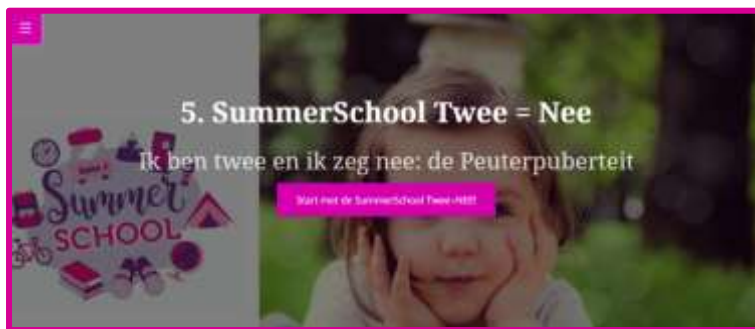 5. SummerSchool Twee = Nee
Ik ben twee en ik zeg nee: de Peuterpuberteit
Start met de SummerSchool Twee=NEE!
Summer
SCHOOL